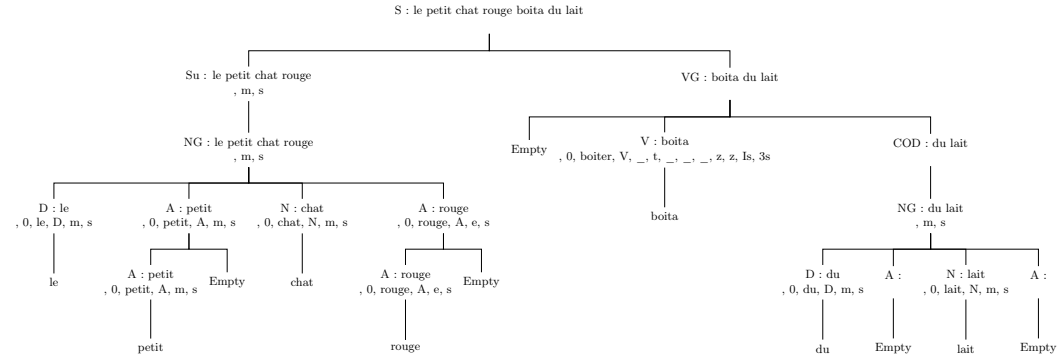 S : le petit chat rouge boita du lait
Su : le petit chat rouge
, m, s
VG : boita du lait
NG : le petit chat rouge
, m, s
Empty
V : boita
, 0, boiter, V, _, t, _, _, _, z, z, Is, 3s
COD : du lait
D : le
, 0, le, D, m, s
A : petit
, 0, petit, A, m, s
N : chat
, 0, chat, N, m, s
A : rouge
, 0, rouge, A, e, s
boita
NG : du lait
, m, s
le
A : petit
, 0, petit, A, m, s
Empty
chat
A : rouge
, 0, rouge, A, e, s
Empty
D : du
, 0, du, D, m, s
A :
N : lait
, 0, lait, N, m, s
A :
petit
rouge
du
Empty
lait
Empty